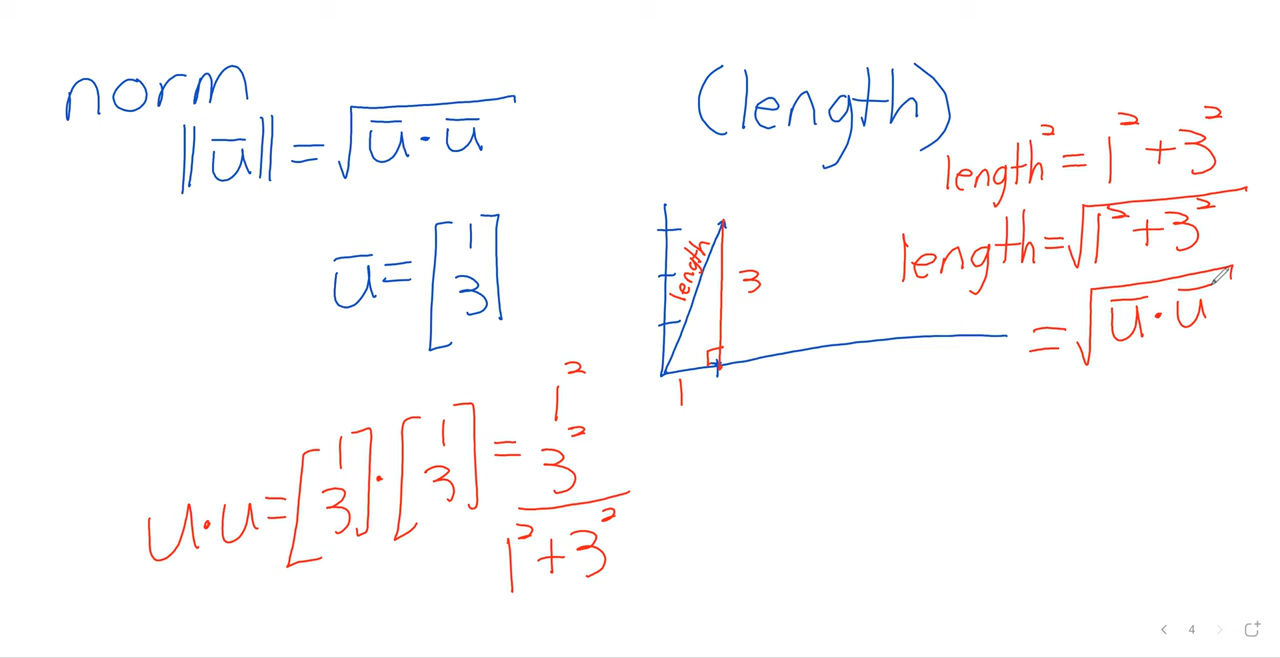 norm
(length)
‖ū‖ = √(ū · ū)
ū = [1 3]
length² = 1² + 3²
length = √(1² + 3²)
= √(ū · ū)
length
3
1
u · u = [1 3] · [1 3] = 1²
3²
1² + 3²
4